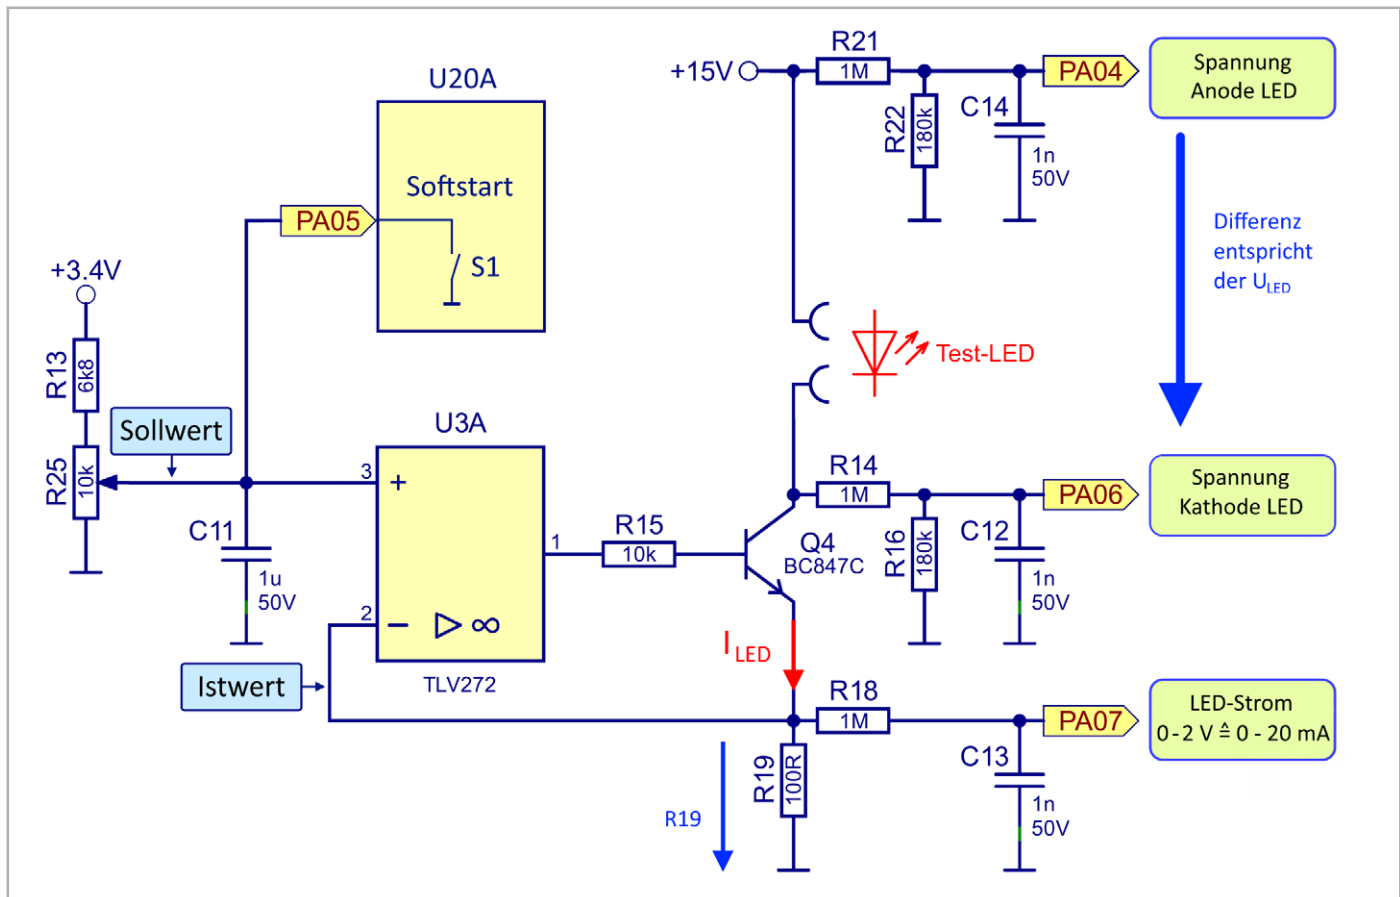 U20A
Softstart
PA05
S1
+3.4V
R13
6k8
R25
10k
Sollwert
C11
1u
50V
U3A
3
+
2
−
▷ ∞
1
TLV272
Istwert
R15
10k
+15V
R21
1M
R22
180k
C14
1n
50V
PA04
Spannung
Anode LED
Differenz
entspricht
der ULED
Test-LED
R14
1M
R16
180k
C12
1n
50V
PA06
Spannung
Kathode LED
Q4
BC847C
I LED
R18
1M
R19
100R
R19
C13
1n
50V
PA07
LED-Strom
0 - 2 V ≙ 0 - 20 mA